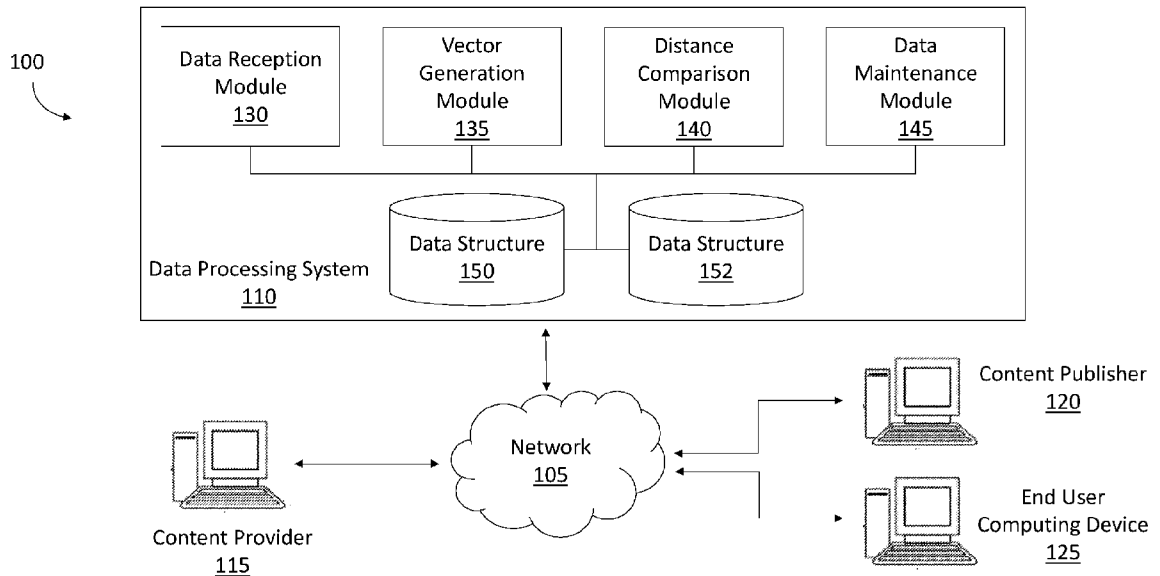 100
Data Reception
Module
130
Vector
Generation
Module
135
Distance
Comparison
Module
140
Data
Maintenance
Module
145
Data Structure
150
Data Structure
152
Data Processing System
110
Network
105
Content Provider
115
Content Publisher
120
End User
Computing Device
125